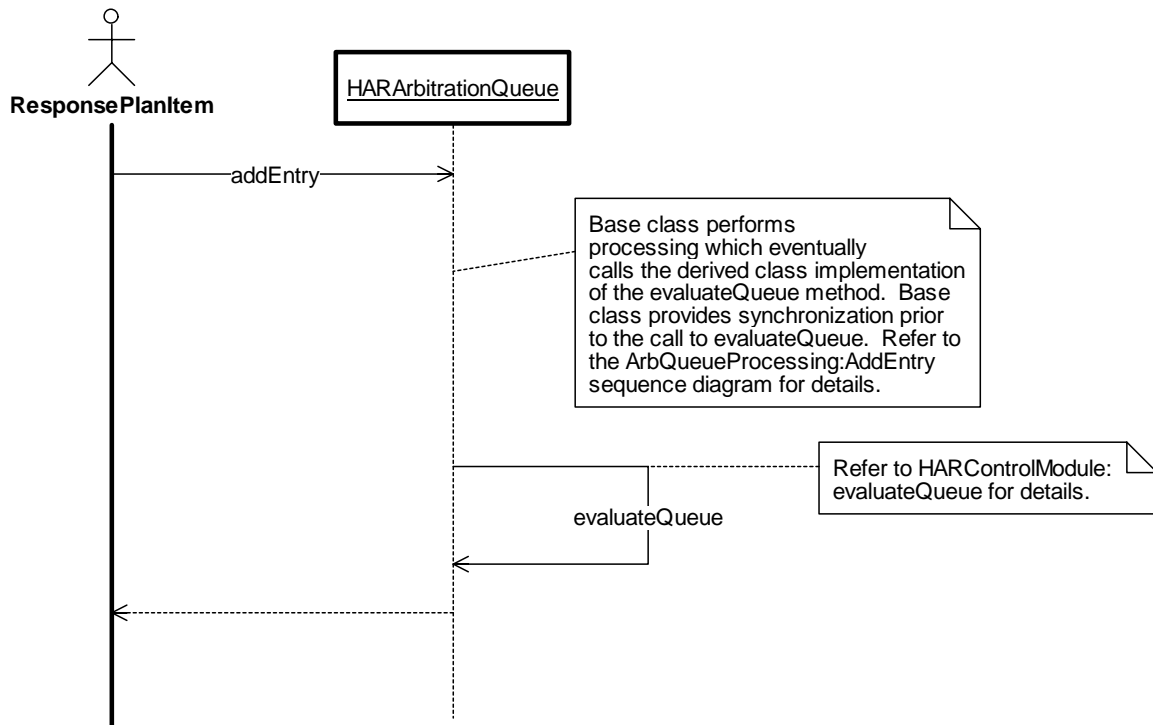 ResponsePlanItem
HARArbitrationQueue
addEntry
Base class performs
processing which eventually
calls the derived class implementation
of the evaluateQueue method.  Base
class provides synchronization prior
to the call to evaluateQueue.  Refer to
the ArbQueueProcessing:AddEntry
sequence diagram for details.
Refer to HARControlModule:
evaluateQueue for details.
evaluateQueue